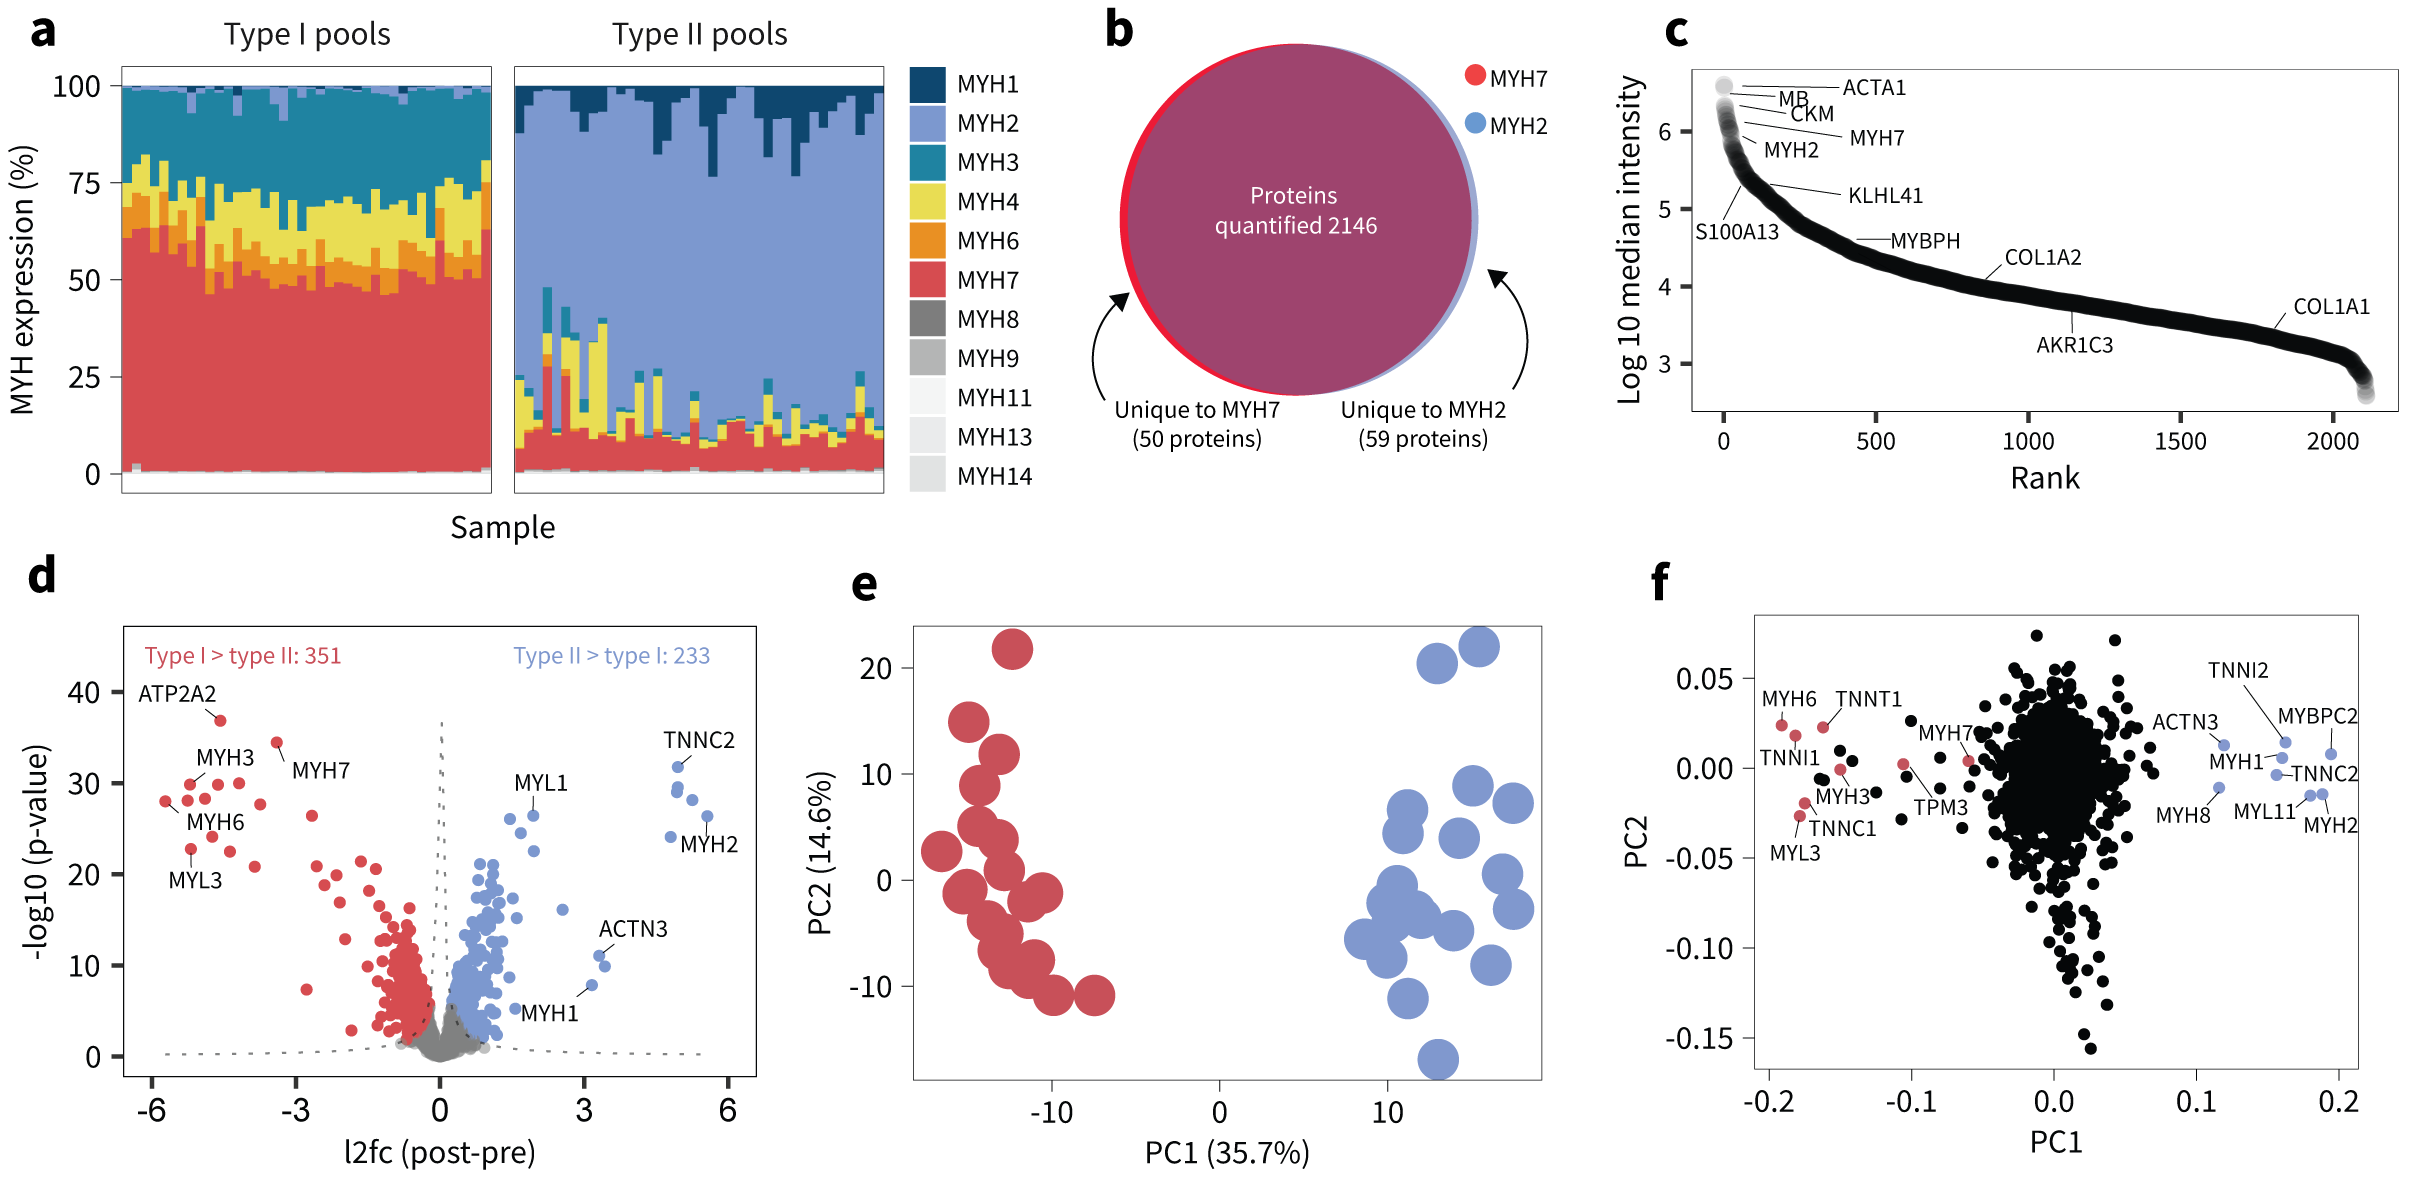 a
Type I pools
Type II pools
MYH expression (%)
100
75
50
25
0
Sample
MYH1
MYH2
MYH3
MYH4
MYH6
MYH7
MYH8
MYH9
MYH11
MYH13
MYH14
b
Proteins
quantified 2146
MYH7
MYH2
Unique to MYH7
(50 proteins)
Unique to MYH2
(59 proteins)
c
Log 10 median intensity
6
5
4
3
ACTA1
MB
CKM
MYH7
MYH2
KLHL41
S100A13
MYBPH
COL1A2
COL1A1
AKR1C3
0
500
1000
1500
2000
Rank
d
-log10 (p-value)
40
30
20
10
0
Type I > type II: 351
Type II > type I: 233
ATP2A2
MYH3
MYH7
MYH6
MYL3
TNNC2
MYL1
MYH2
ACTN3
MYH1
-6
-3
0
3
6
l2fc (post-pre)
e
PC2 (14.6%)
20
10
0
-10
-10
0
10
PC1 (35.7%)
f
PC2
0.05
0.00
-0.05
-0.10
-0.15
MYH6
TNNT1
TNNI1
MYH7
MYH3
TPM3
TNNC1
MYL3
TNNI2
ACTN3
MYBPC2
MYH1
TNNC2
MYH8
MYL11
MYH2
-0.2
-0.1
0.0
0.1
0.2
PC1